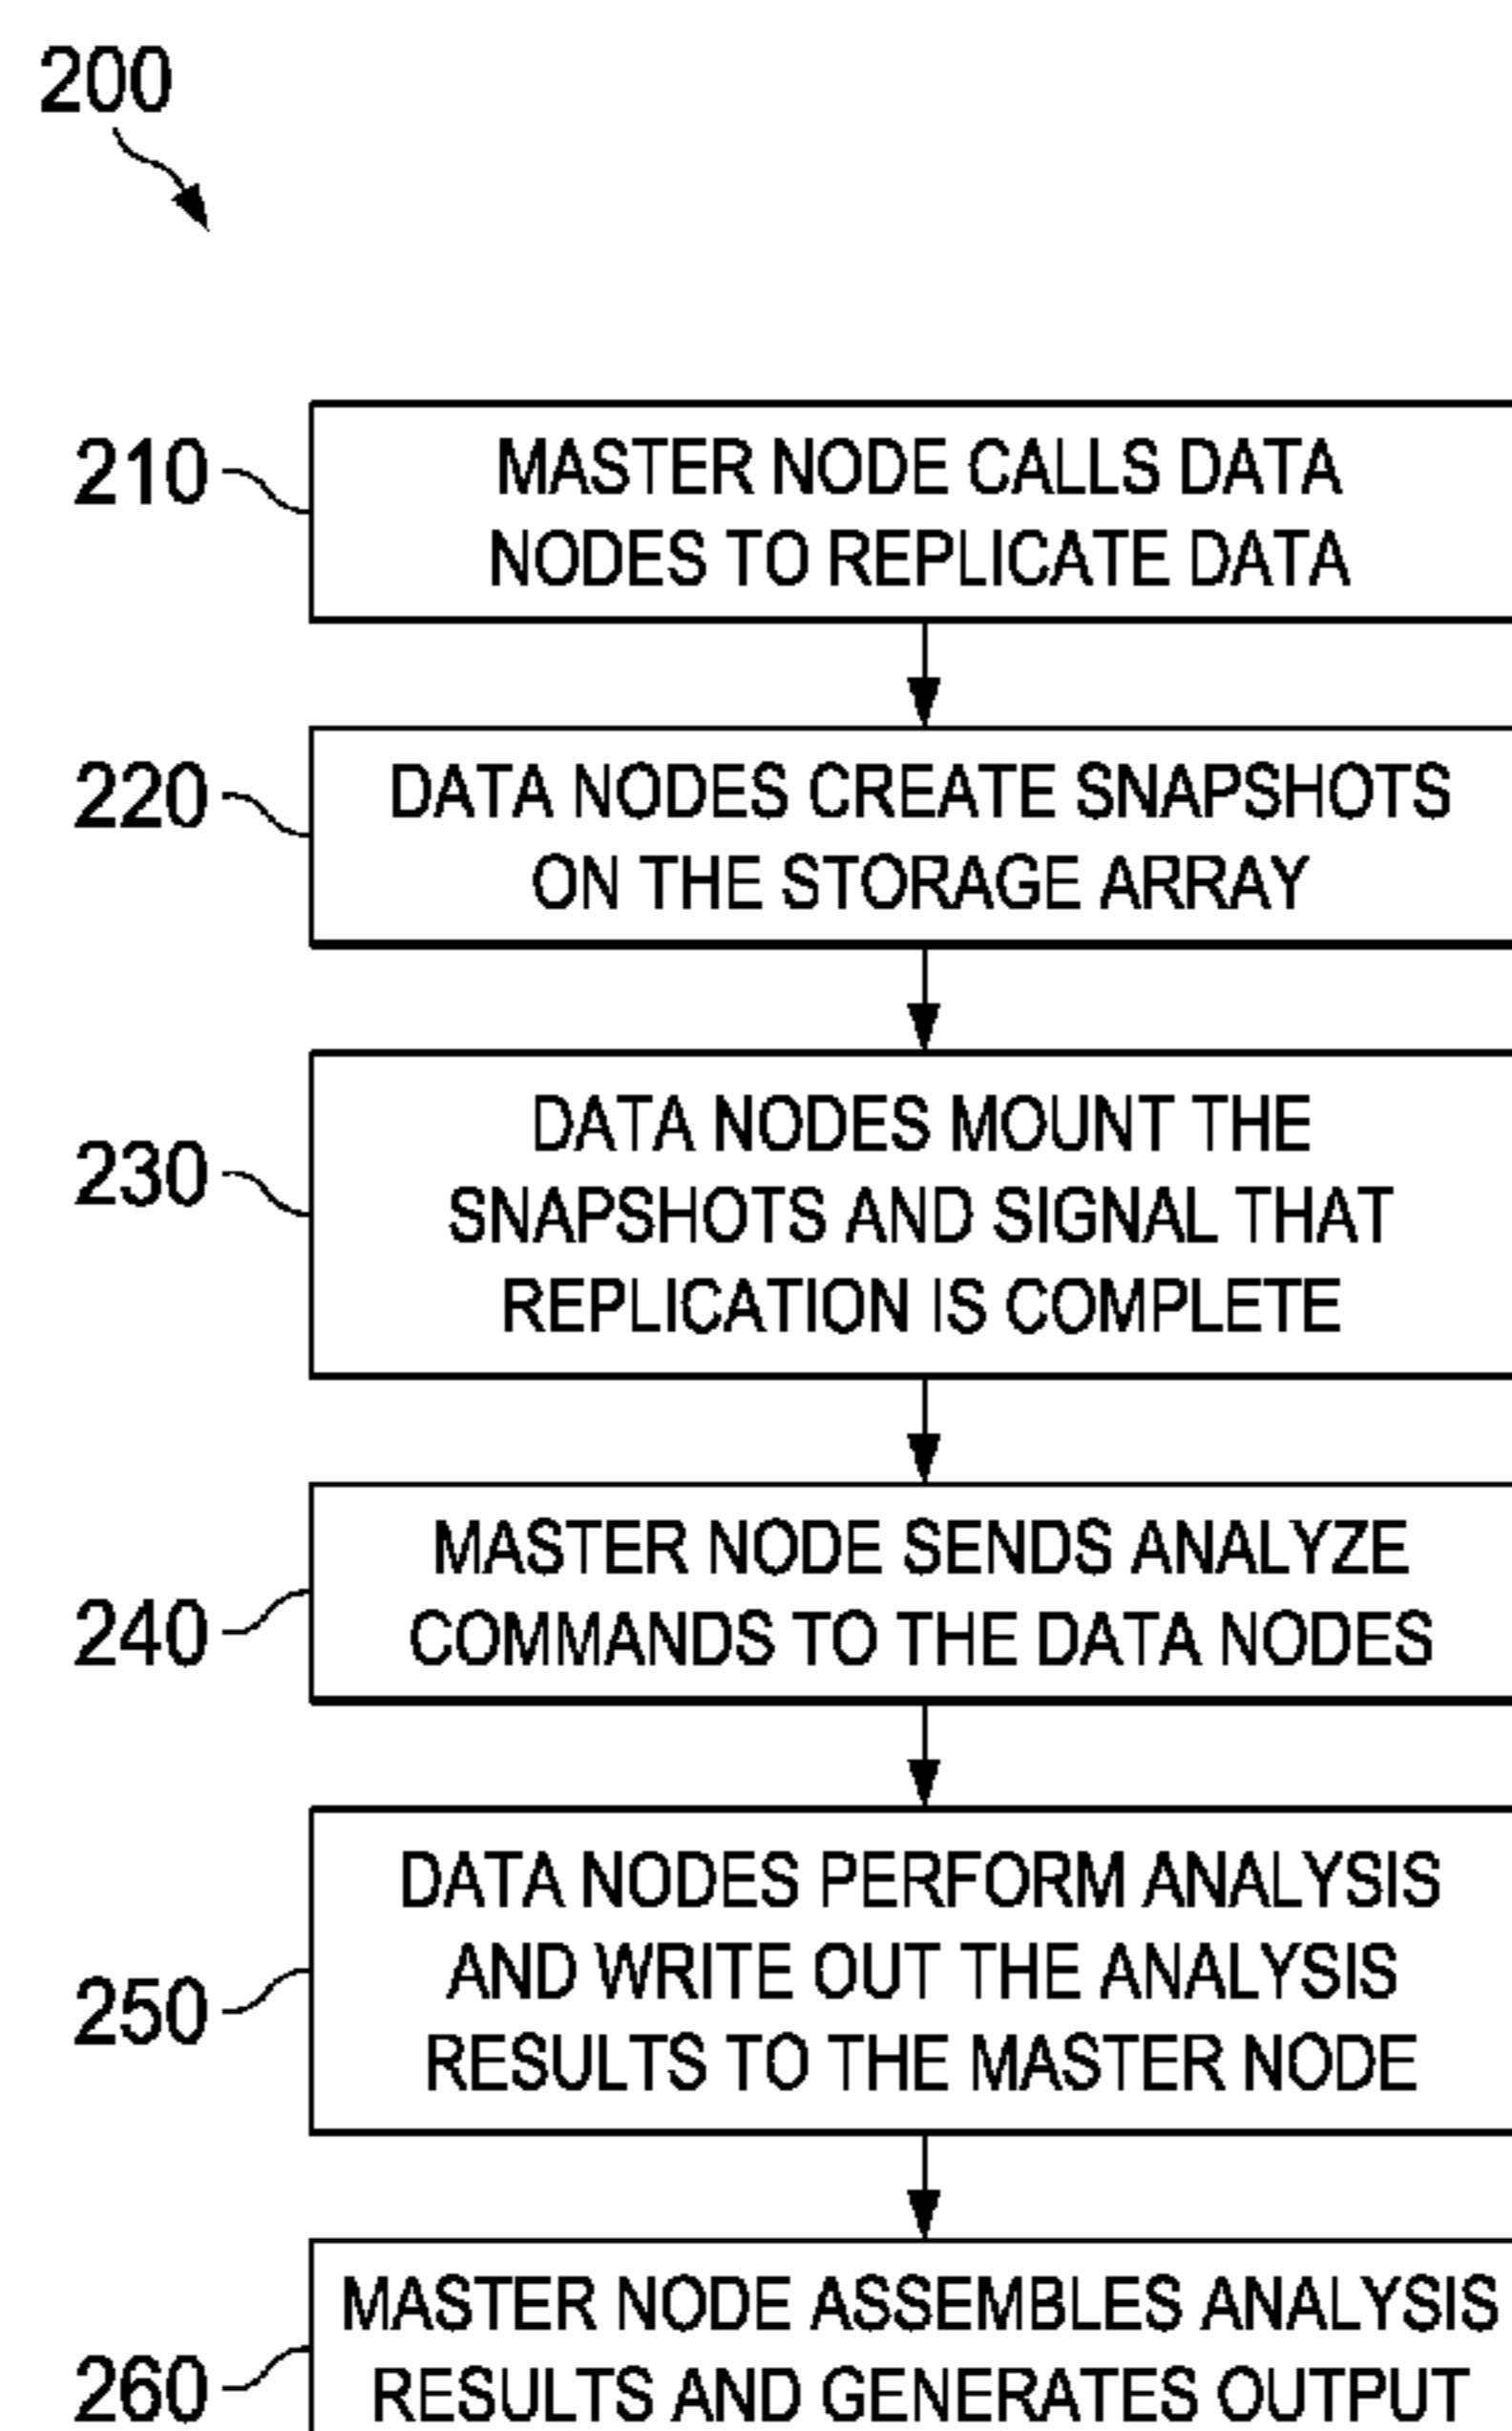 200
210
MASTER NODE CALLS DATA
NODES TO REPLICATE DATA
220
DATA NODES CREATE SNAPSHOTS
ON THE STORAGE ARRAY
230
DATA NODES MOUNT THE
SNAPSHOTS AND SIGNAL THAT
REPLICATION IS COMPLETE
240
MASTER NODE SENDS ANALYZE
COMMANDS TO THE DATA NODES
250
DATA NODES PERFORM ANALYSIS
AND WRITE OUT THE ANALYSIS
RESULTS TO THE MASTER NODE
260
MASTER NODE ASSEMBLES ANALYSIS
RESULTS AND GENERATES OUTPUT